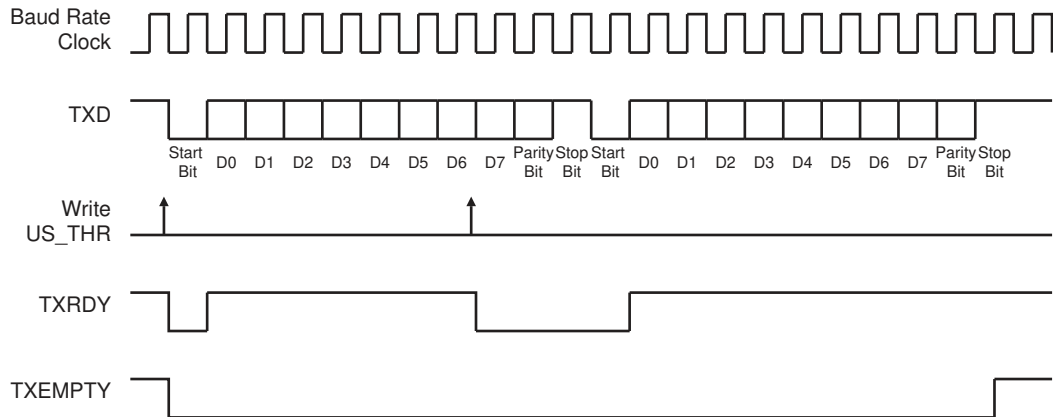 Baud Rate
Clock
TXD
Start
Bit
D0 D1 D2 D3 D4 D5 D6 D7
Parity
Bit
Stop
Bit
Start
Bit
D0 D1 D2 D3 D4 D5 D6 D7
Parity
Bit
Stop
Bit
Write
US_THR
TXRDY
TXEMPTY